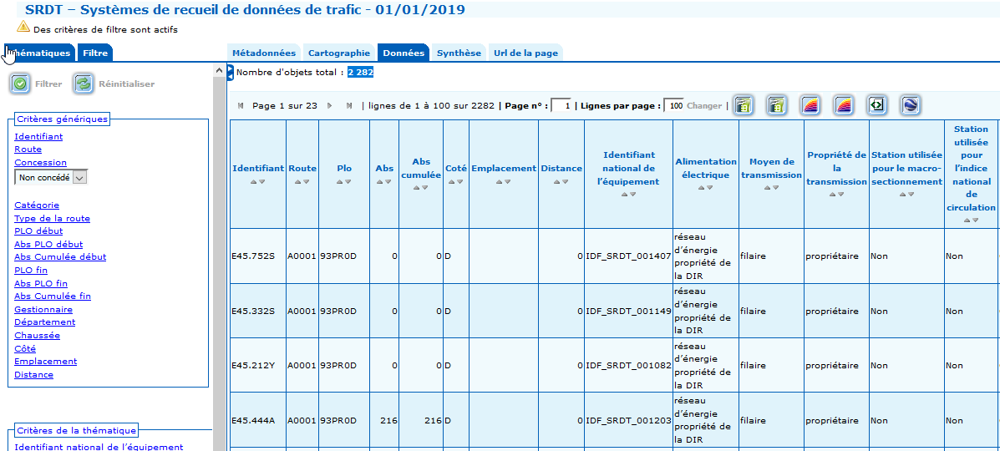 SRDT – Systèmes de recueil de données de trafic - 01/01/2019
Des critères de filtre sont actifs
hématiques Filtre
Métadonnées Cartographie Données Synthèse Url de la page
Nombre d'objets total : 2 282
Filtrer Réinitialiser
Page 1 sur 23 | lignes de 1 à 100 sur 2282 | Page n° : 1 | Lignes par page : 100 Changer |
Critères génériques
Identifiant
Route
Concession
Non concédé
Catégorie
Type de la route
PLO début
Abs PLO début
Abs Cumulée début
PLO fin
Abs PLO fin
Abs Cumulée fin
Gestionnaire
Département
Chaussée
Côté
Emplacement
Distance
Critères de la thématique
Identifiant national de l'équipement
Identifiant
Route
Plo
Abs
Abs
cumulée
Coté
Emplacement
Distance
Identifiant
national de
l'équipement
Alimentation
électrique
Moyen de
transmission
Propriété de
la
transmission
Station utilisée
pour le macro-
sectionnement
Station
utilisée
pour
l'indice
national
de
circulation
E45.752S A0001 93PR0D 0 0 D 0 IDF_SRDT_001407
réseau
d'énergie
propriété de
la DIR
filaire propriétaire Non Non
E45.332S A0001 93PR0D 0 0 D 0 IDF_SRDT_001149
réseau
d'énergie
propriété de
la DIR
filaire propriétaire Non Non
E45.212Y A0001 93PR0D 0 0 D 0 IDF_SRDT_001082
réseau
d'énergie
propriété de
la DIR
filaire propriétaire Non Non
E45.444A A0001 93PR0D 216 216 D 0 IDF_SRDT_001203
réseau
d'énergie
propriété de
la DIR
filaire propriétaire Non Non